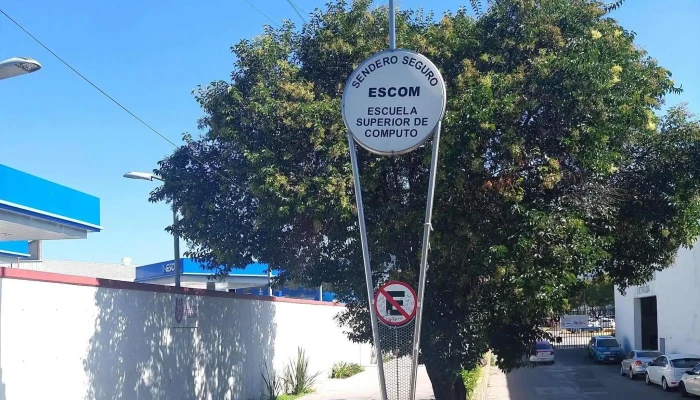 SENDERO SEGURO
ESCOM
ESCUELA
SUPERIOR DE
COMPUTO
E